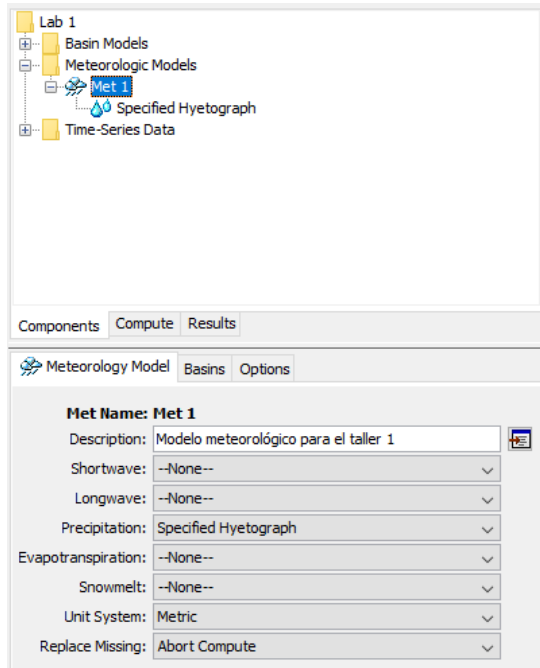 Lab 1
Basin Models
Meteorologic Models
Met 1
Specified Hyetograph
Time-Series Data
Components Compute Results
Meteorology Model Basins Options
Met Name: Met 1
Description: Modelo meteorológico para el taller 1
Shortwave: --None--
Longwave: --None--
Precipitation: Specified Hyetograph
Evapotranspiration: --None--
Snowmelt: --None--
Unit System: Metric
Replace Missing: Abort Compute